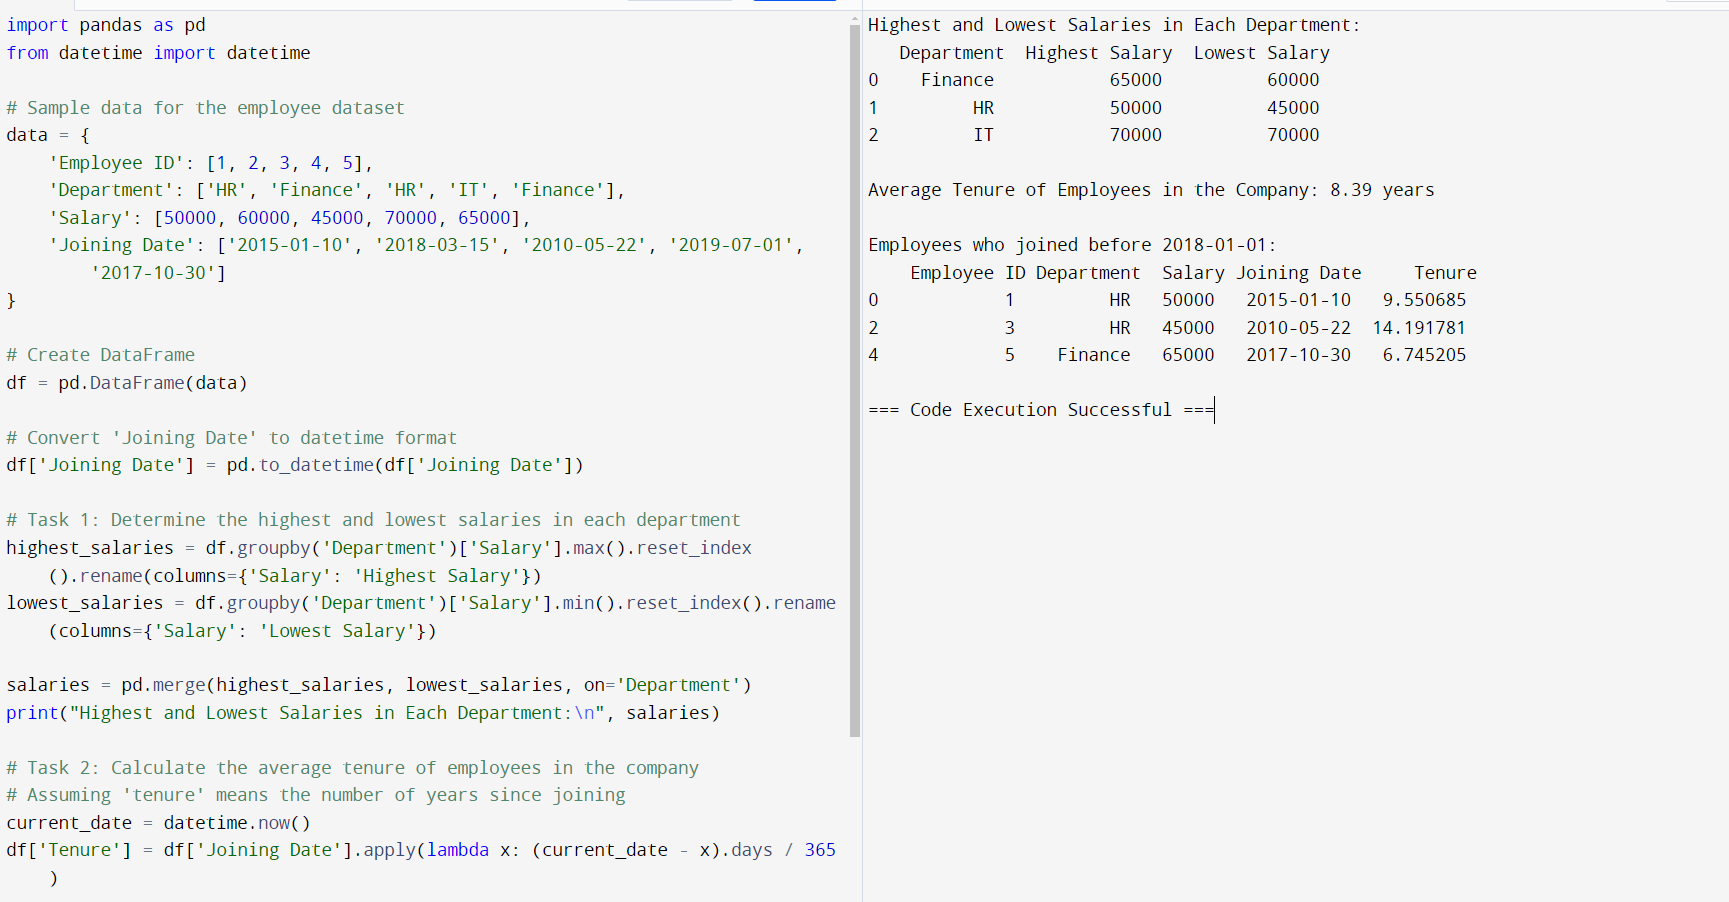 import pandas as pd
from datetime import datetime

# Sample data for the employee dataset
data = {
    'Employee ID': [1, 2, 3, 4, 5],
    'Department': ['HR', 'Finance', 'HR', 'IT', 'Finance'],
    'Salary': [50000, 60000, 45000, 70000, 65000],
    'Joining Date': ['2015-01-10', '2018-03-15', '2010-05-22', '2019-07-01',
        '2017-10-30']
}

# Create DataFrame
df = pd.DataFrame(data)

# Convert 'Joining Date' to datetime format
df['Joining Date'] = pd.to_datetime(df['Joining Date'])

# Task 1: Determine the highest and lowest salaries in each department
highest_salaries = df.groupby('Department')['Salary'].max().reset_index
    ().rename(columns={'Salary': 'Highest Salary'})
lowest_salaries = df.groupby('Department')['Salary'].min().reset_index().rename
    (columns={'Salary': 'Lowest Salary'})

salaries = pd.merge(highest_salaries, lowest_salaries, on='Department')
print("Highest and Lowest Salaries in Each Department:\n", salaries)

# Task 2: Calculate the average tenure of employees in the company
# Assuming 'tenure' means the number of years since joining
current_date = datetime.now()
df['Tenure'] = df['Joining Date'].apply(lambda x: (current_date - x).days / 365
    )

Highest and Lowest Salaries in Each Department:
   Department  Highest Salary  Lowest Salary
0    Finance           65000          60000
1         HR           50000          45000
2         IT           70000          70000

Average Tenure of Employees in the Company: 8.39 years

Employees who joined before 2018-01-01:
    Employee ID Department  Salary Joining Date     Tenure
0            1         HR   50000   2015-01-10   9.550685
2            3         HR   45000   2010-05-22  14.191781
4            5    Finance   65000   2017-10-30   6.745205

=== Code Execution Successful ===